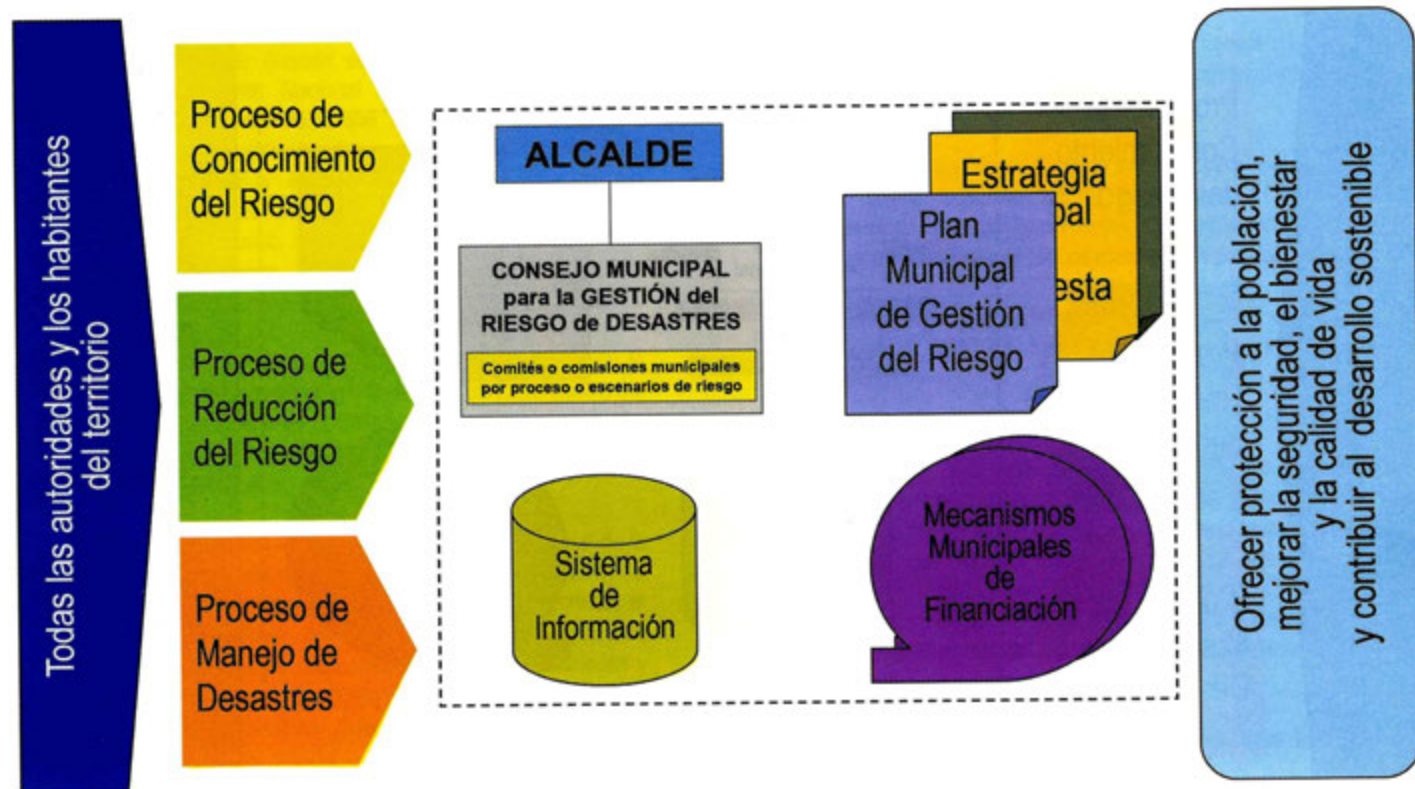 Todas las autoridades y los habitantes
del territorio
Proceso de
Conocimiento
del Riesgo
Proceso de
Reducción
del Riesgo
Proceso de
Manejo de
Desastres
ALCALDE
CONSEJO MUNICIPAL
para la GESTIÓN del
RIESGO de DESASTRES
Comités o comisiones municipales
por proceso o escenarios de riesgo
Estrategia
Plan
Municipal
de Gestión
del Riesgo
Sistema
de
Información
Mecanismos
Municipales
de
Financiación
Ofrecer protección a la población,
mejorar la seguridad, el bienestar
y la calidad de vida
y contribuir al desarrollo sostenible